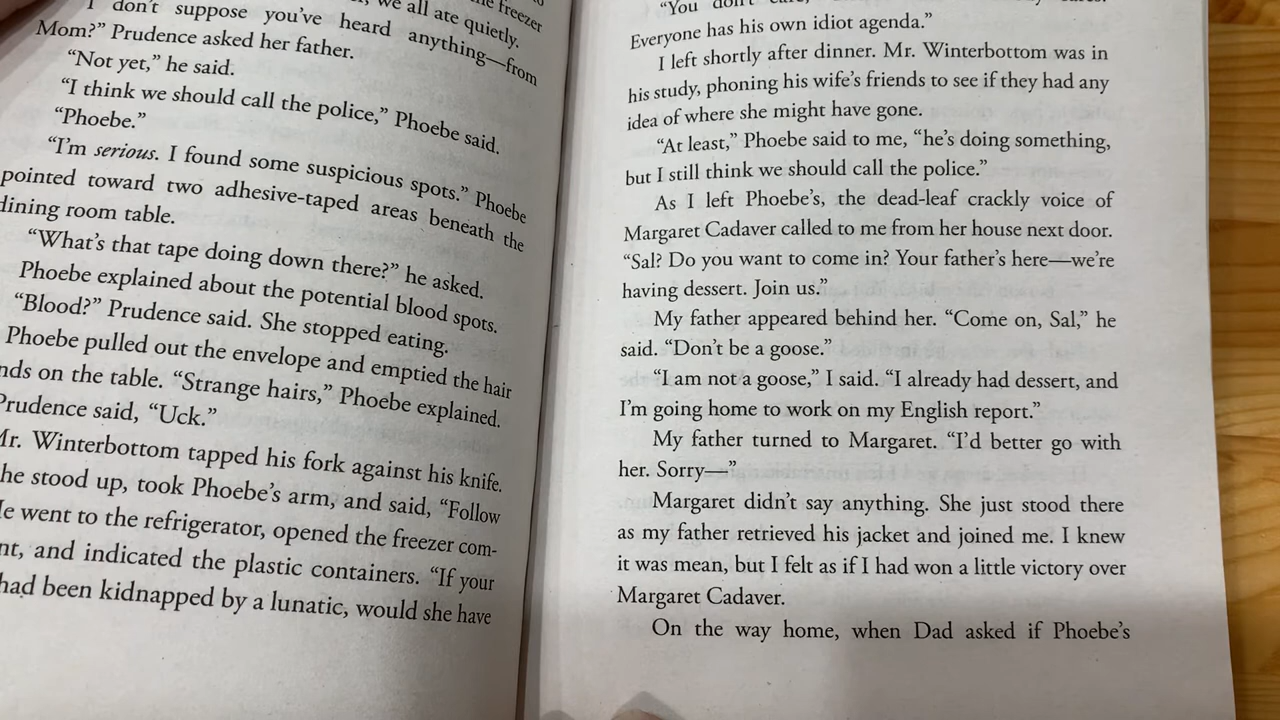 freezer
we all ate quietly.
don't suppose you've heard anything—from
Mom?” Prudence asked her father.
“Not yet,” he said.
“I think we should call the police,” Phoebe said.
“Phoebe.”
“I'm serious. I found some suspicious spots.” Phoebe
pointed toward two adhesive-taped areas beneath the
dining room table.
“What's that tape doing down there?” he asked.
Phoebe explained about the potential blood spots.
“Blood?” Prudence said. She stopped eating.
Phoebe pulled out the envelope and emptied the hair
nds on the table. “Strange hairs,” Phoebe explained.
Prudence said, “Uck.”
Mr. Winterbottom tapped his fork against his knife.
he stood up, took Phoebe's arm, and said, “Follow
He went to the refrigerator, opened the freezer com-
nt, and indicated the plastic containers. “If your
had been kidnapped by a lunatic, would she have
“You don't
Everyone has his own idiot agenda.”
I left shortly after dinner. Mr. Winterbottom was in
his study, phoning his wife's friends to see if they had any
idea of where she might have gone.
“At least,” Phoebe said to me, “he's doing something,
but I still think we should call the police.”
As I left Phoebe's, the dead-leaf crackly voice of
Margaret Cadaver called to me from her house next door.
“Sal? Do you want to come in? Your father's here—we're
having dessert. Join us.”
My father appeared behind her. “Come on, Sal,” he
said. “Don't be a goose.”
“I am not a goose,” I said. “I already had dessert, and
I'm going home to work on my English report.”
My father turned to Margaret. “I'd better go with
her. Sorry—”
Margaret didn't say anything. She just stood there
as my father retrieved his jacket and joined me. I knew
it was mean, but I felt as if I had won a little victory over
Margaret Cadaver.
On the way home, when Dad asked if Phoebe's